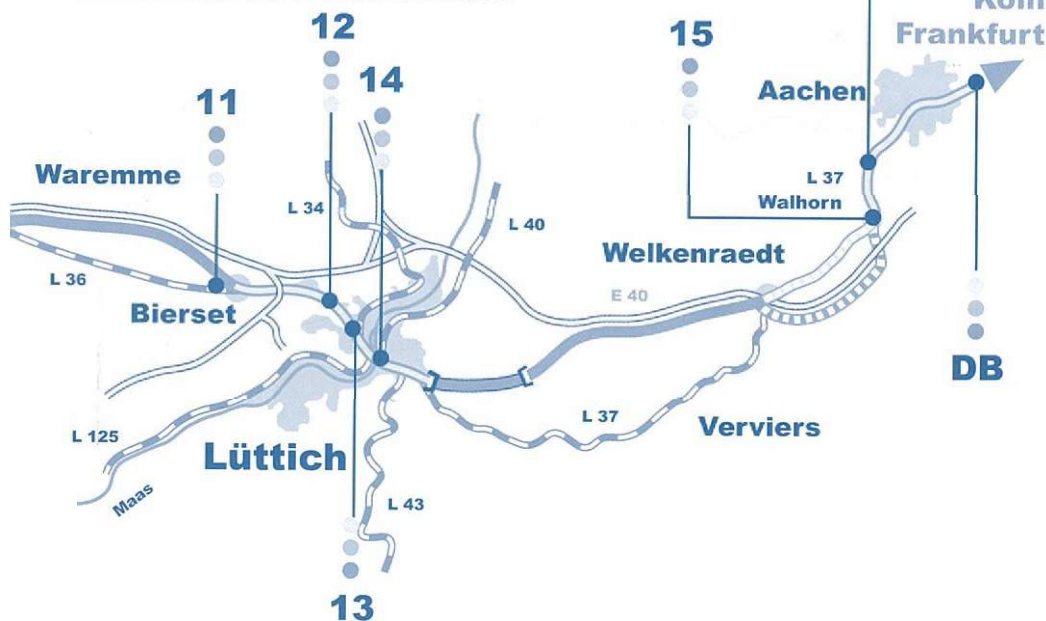 Köln
Frankfurt
12
15
14
11
Aachen
Waremme
L 37
Walhorn
L 34
L 40
Welkenraedt
L 36
E 40
Bierset
DB
L 37
Verviers
L 125
Lüttich
Maas
L 43
13